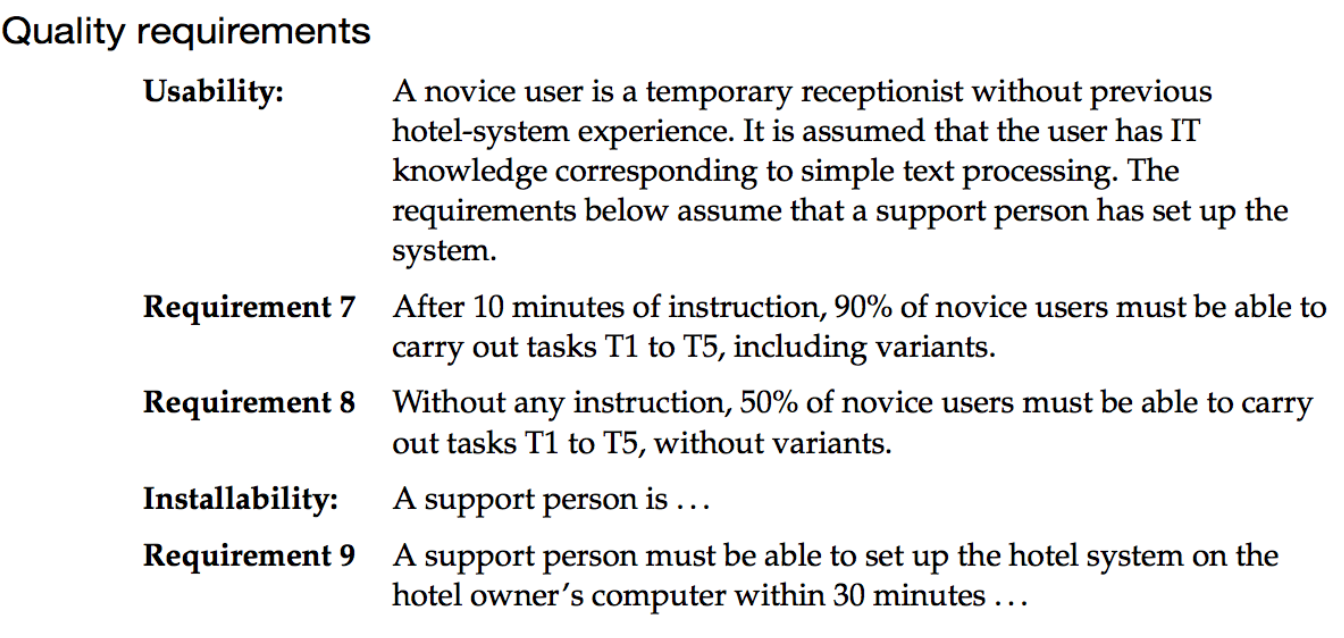 Quality requirements
Usability: A novice user is a temporary receptionist without previous
hotel-system experience. It is assumed that the user has IT
knowledge corresponding to simple text processing. The
requirements below assume that a support person has set up the
system.
Requirement 7 After 10 minutes of instruction, 90% of novice users must be able to
carry out tasks T1 to T5, including variants.
Requirement 8 Without any instruction, 50% of novice users must be able to carry
out tasks T1 to T5, without variants.
Installability: A support person is ...
Requirement 9 A support person must be able to set up the hotel system on the
hotel owner's computer within 30 minutes ...